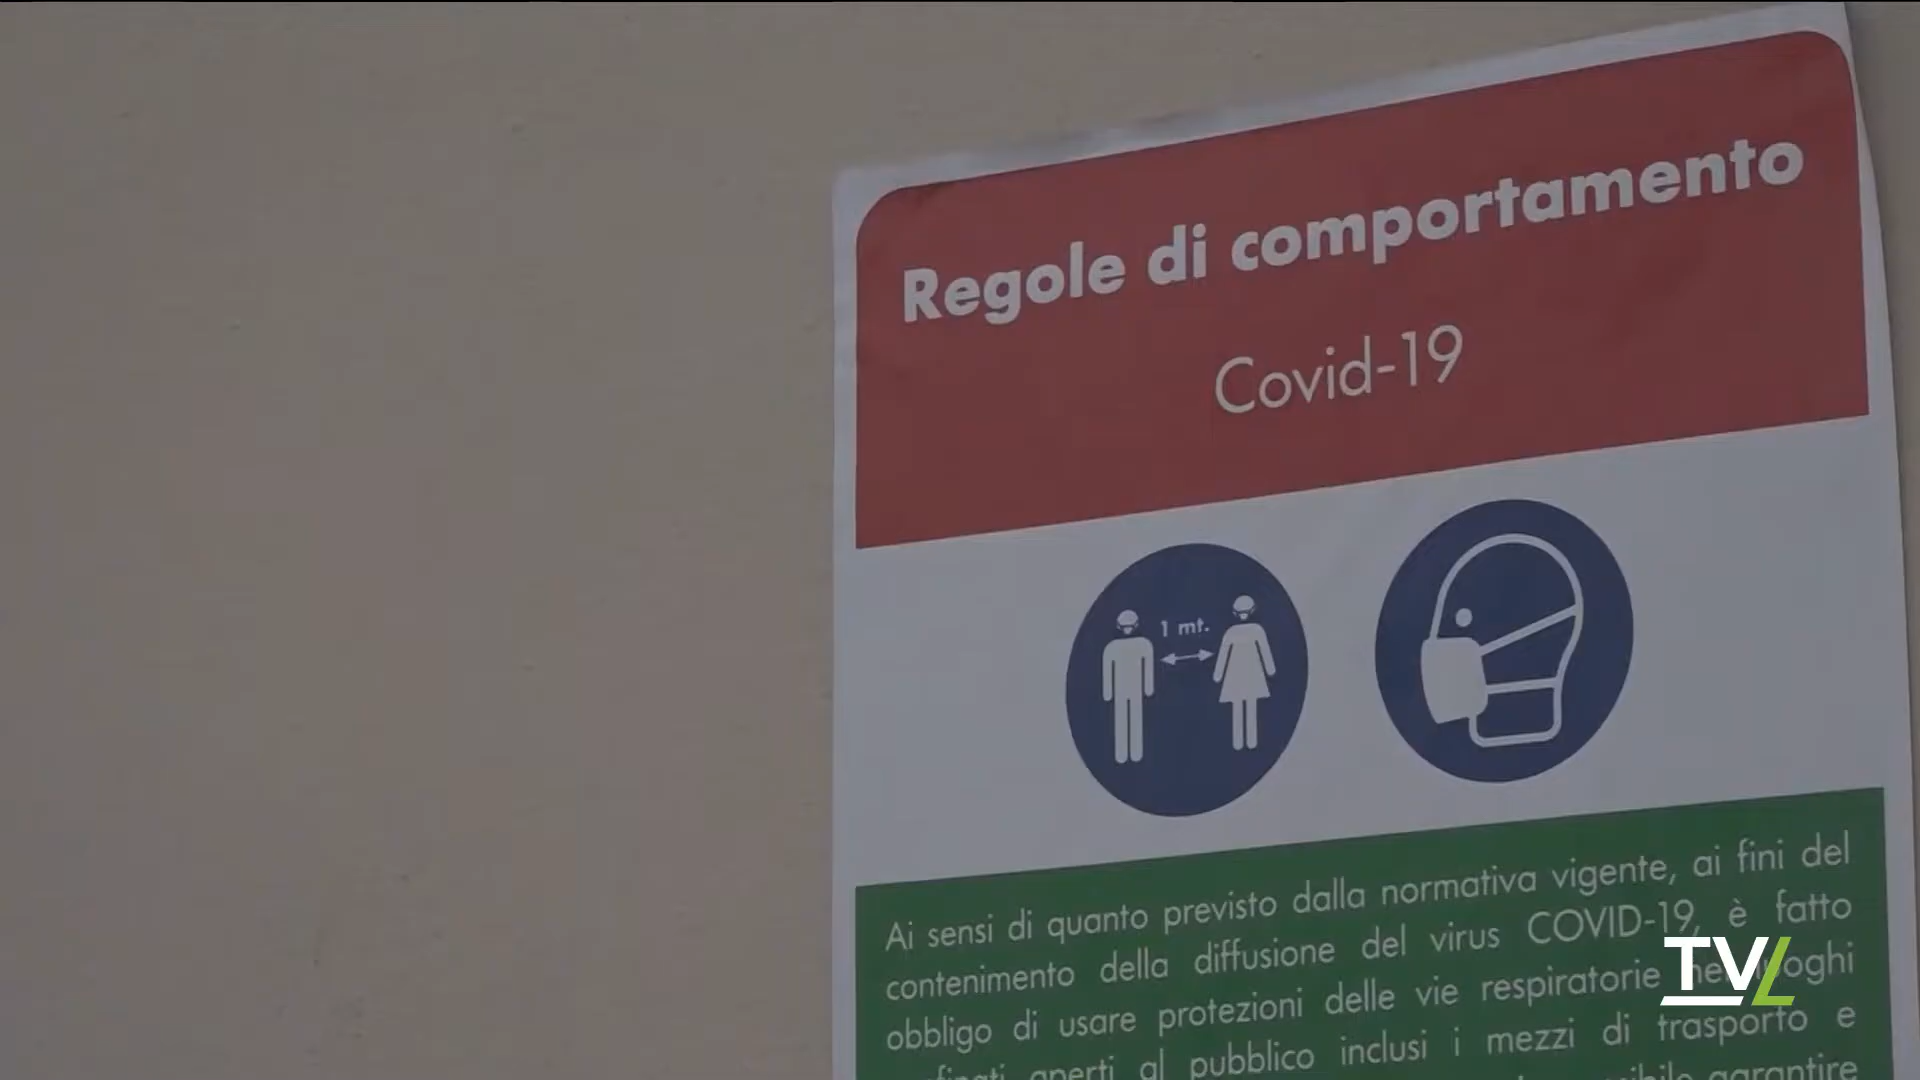 Regole di comportamento
Covid-19
1 mt.
Ai sensi di quanto previsto dalla normativa vigente, ai fini del
contenimento della diffusione del virus COVID-19, è fatto
obbligo di usare protezioni delle vie respiratorie
aperti al pubblico inclusi i mezzi di trasporto e
garantire
TVL